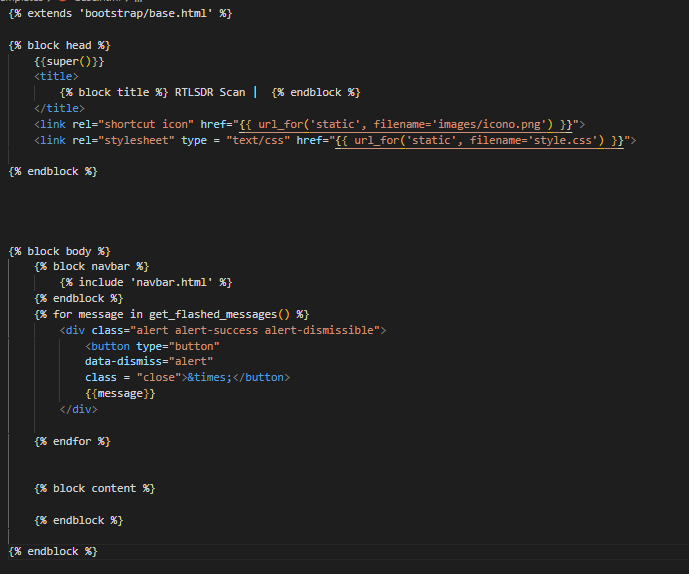 {% extends 'bootstrap/base.html' %}
{% block head %}
{{super()}}
<title>
{% block title %} RTLSDR Scan |  {% endblock %}
</title>
<link rel="shortcut icon" href="{{ url_for('static', filename='images/icono.png') }}">
<link rel="stylesheet" type = "text/css" href="{{ url_for('static', filename='style.css') }}">
{% endblock %}
{% block body %}
{% block navbar %}
{% include 'navbar.html' %}
{% endblock %}
{% for message in get_flashed_messages() %}
<div class="alert alert-success alert-dismissible">
<button type="button"
data-dismiss="alert"
class = "close">&times;</button>
{{message}}
</div>
{% endfor %}
{% block content %}
{% endblock %}
{% endblock %}